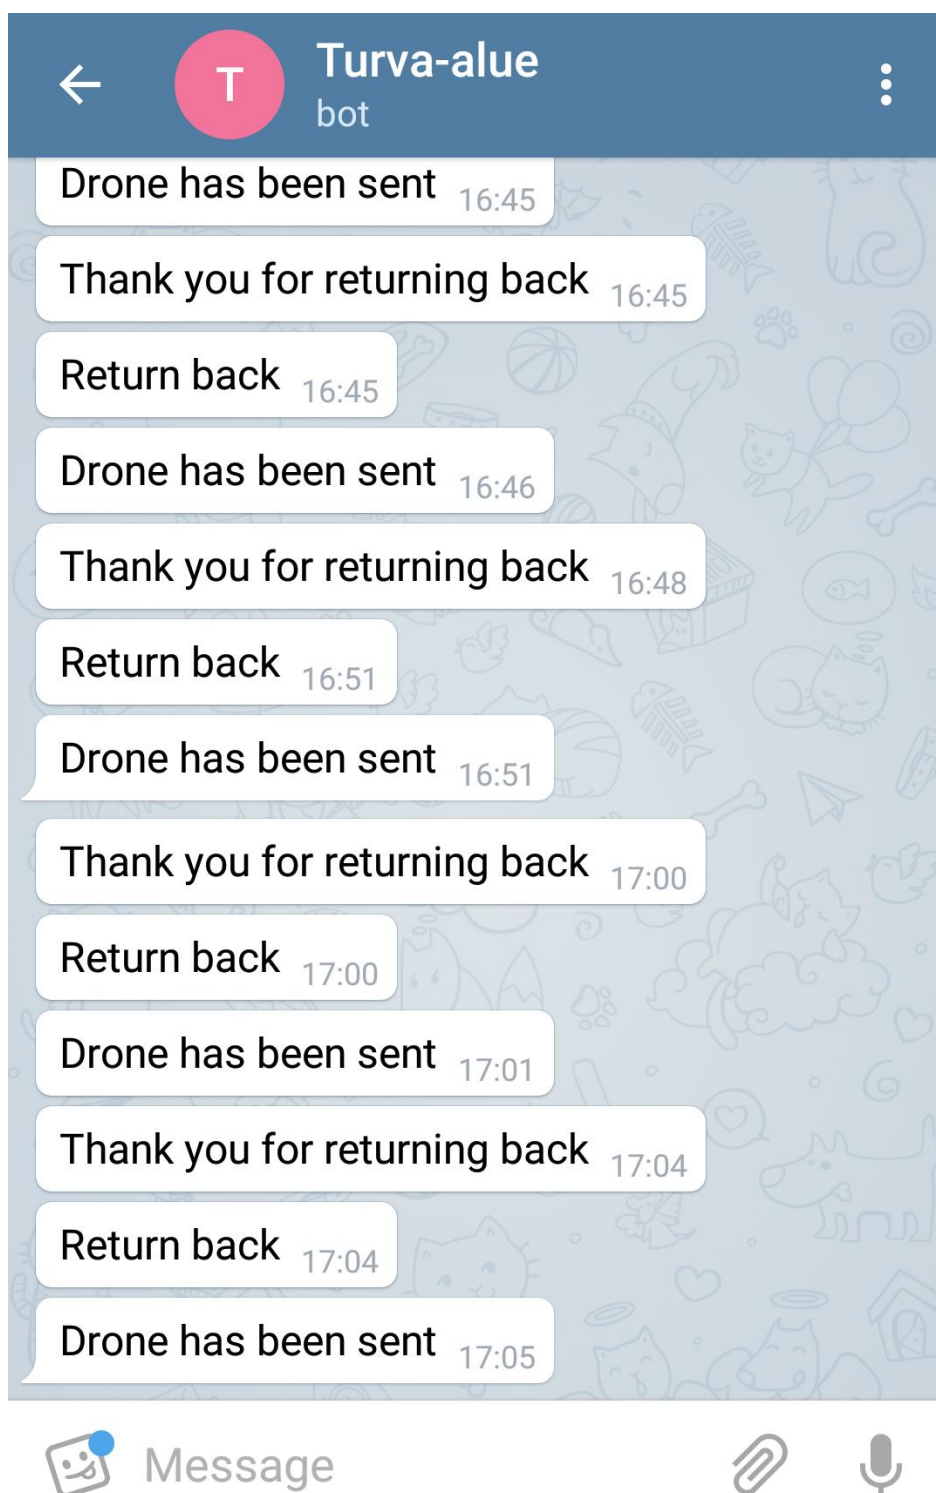 T
Turva-alue
bot
Drone has been sent 16:45
Thank you for returning back 16:45
Return back 16:45
Drone has been sent 16:46
Thank you for returning back 16:48
Return back 16:51
Drone has been sent 16:51
Thank you for returning back 17:00
Return back 17:00
Drone has been sent 17:01
Thank you for returning back 17:04
Return back 17:04
Drone has been sent 17:05
Message